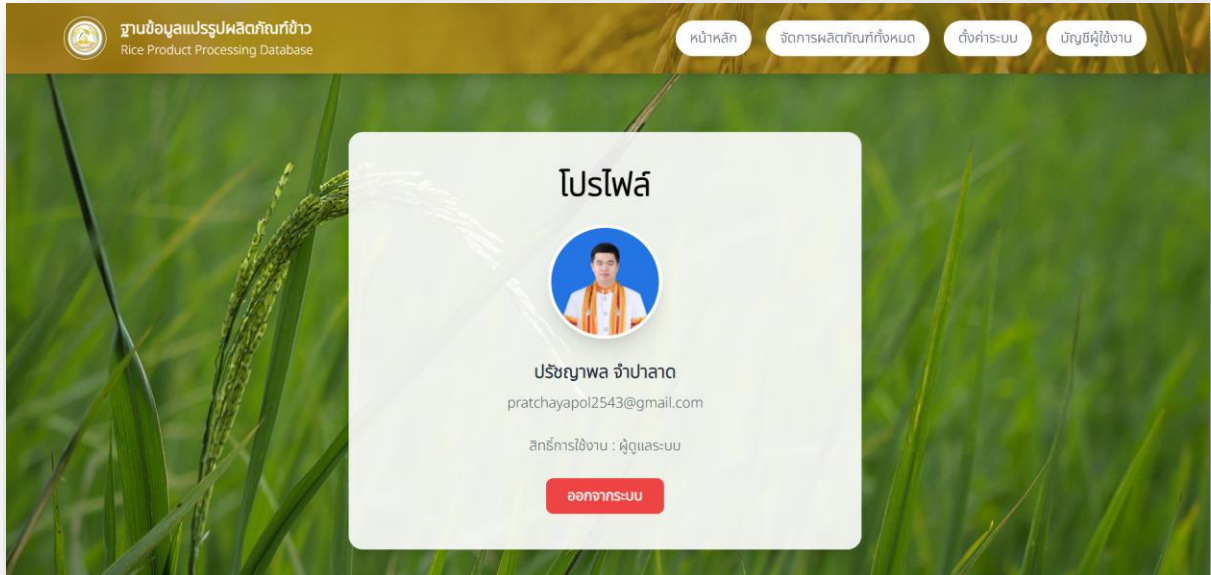 ฐานข้อมูลแปรรูปผลิตภัณฑ์ข้าว
Rice Product Processing Database
หน้าหลัก
จัดการผลิตภัณฑ์ทั้งหมด
ตั้งค่าระบบ
บัญชีผู้ใช้งาน
โปรไฟล์
ปรัชญาพล จำปาลาด
pratchayapol2543@gmail.com
สิทธิ์การใช้งาน : ผู้ดูแลระบบ
ออกจากระบบ